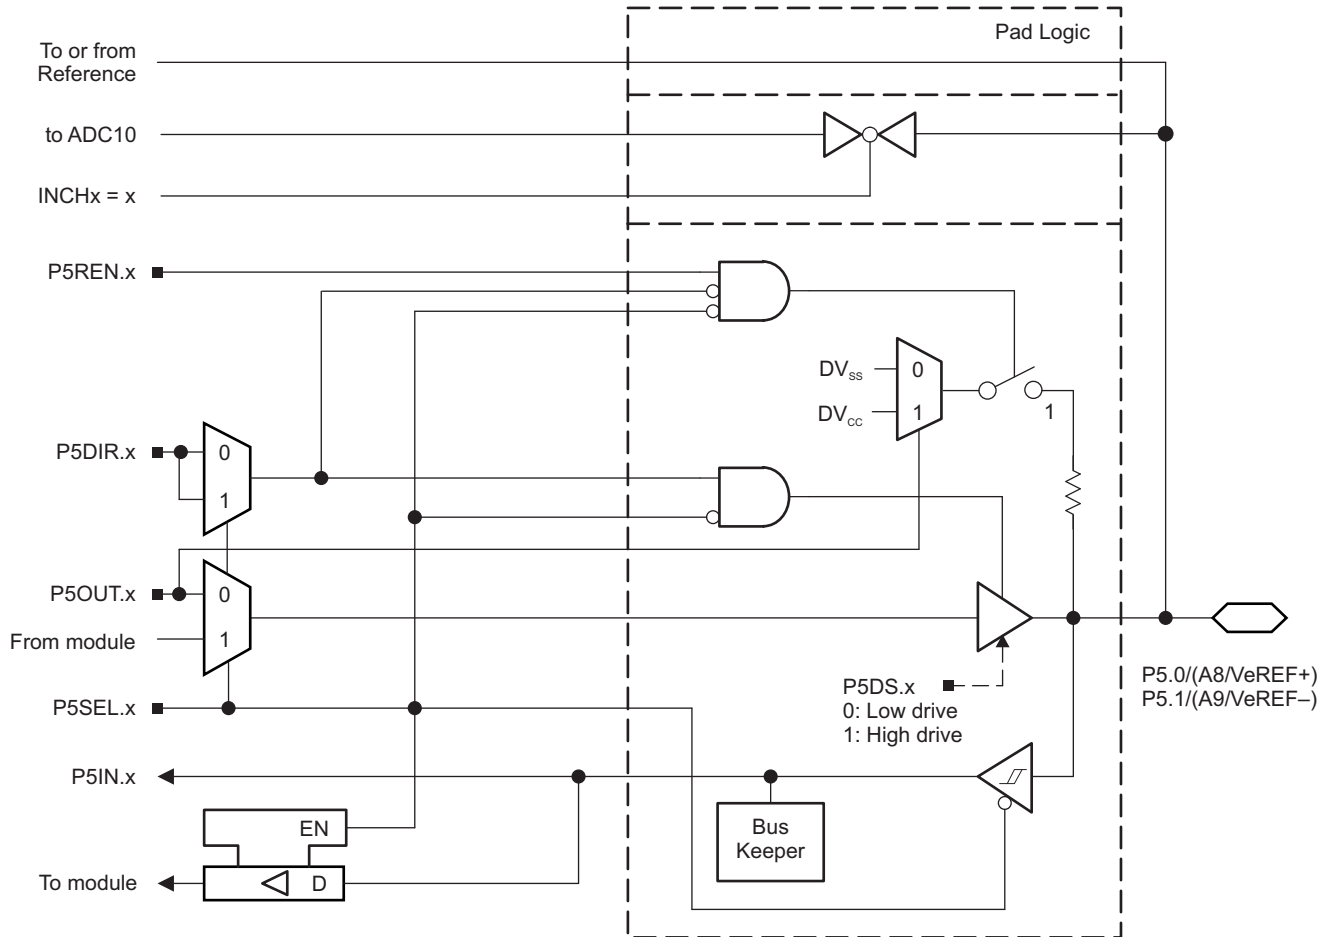 Pad Logic
To or from
Reference
to ADC10
INCHx = x
P5REN.x
DVSS
0
DVCC
1
1
P5DIR.x
0
1
P5OUT.x
0
From module
1
P5SEL.x
P5DS.x
0: Low drive
1: High drive
P5.0/(A8/VeREF+)
P5.1/(A9/VeREF–)
P5IN.x
Bus
Keeper
EN
To module
D